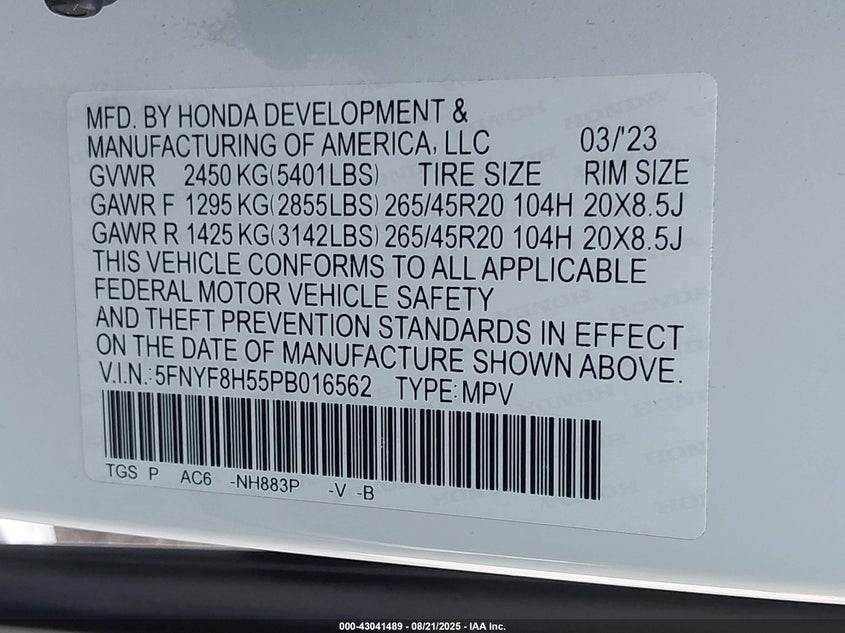 MFD. BY HONDA DEVELOPMENT &
MANUFACTURING OF AMERICA, LLC 03/'23
GVWR 2450 KG(5401LBS) TIRE SIZE RIM SIZE
GAWR F 1295 KG(2855LBS) 265/45R20 104H 20X8.5J
GAWR R 1425 KG(3142LBS) 265/45R20 104H 20X8.5J
THIS VEHICLE CONFORMS TO ALL APPLICABLE
FEDERAL MOTOR VEHICLE SAFETY
AND THEFT PREVENTION STANDARDS IN EFFECT
ON THE DATE OF MANUFACTURE SHOWN ABOVE.
V.I.N.:5FNYF8H55PB016562 TYPE:MPV
TGS P AC6 -NH883P -V -B
000-43041489 - 08/21/2025 - IAA Inc.